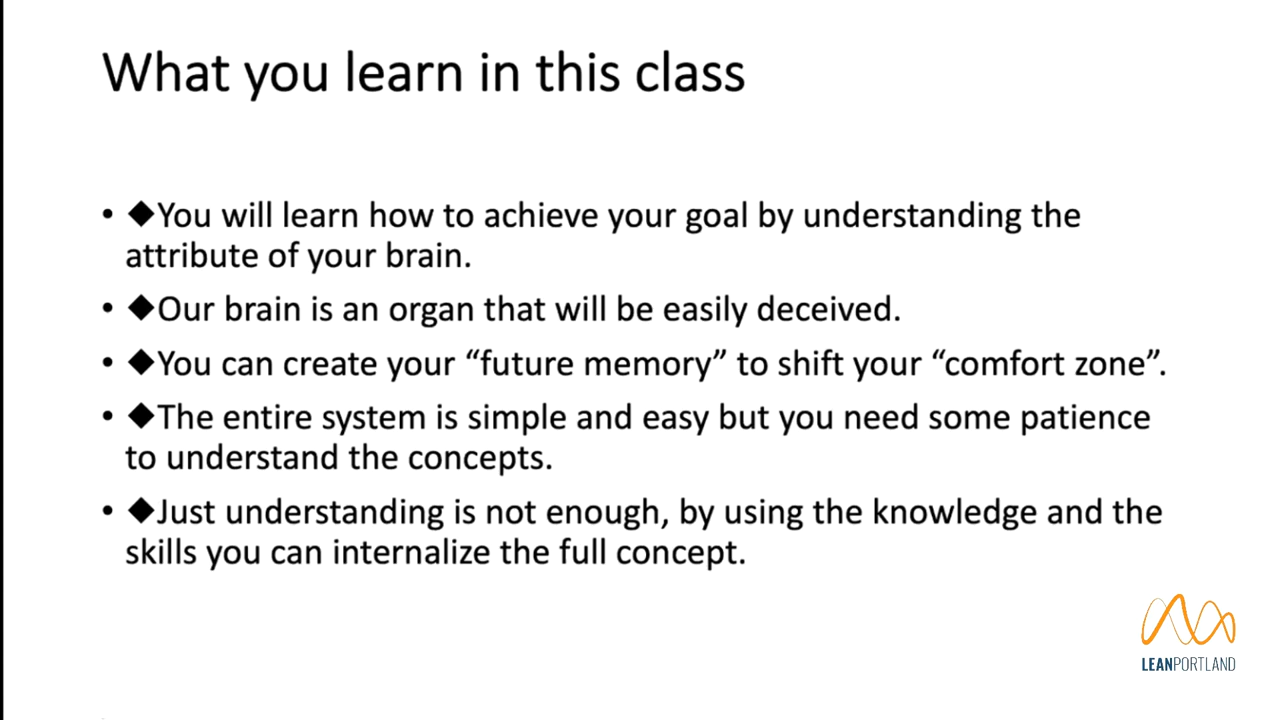 What you learn in this class
• ◆You will learn how to achieve your goal by understanding the
attribute of your brain.
• ◆Our brain is an organ that will be easily deceived.
• ◆You can create your “future memory” to shift your “comfort zone”.
• ◆The entire system is simple and easy but you need some patience
to understand the concepts.
• ◆Just understanding is not enough, by using the knowledge and the
skills you can internalize the full concept.
LEANPORTLAND